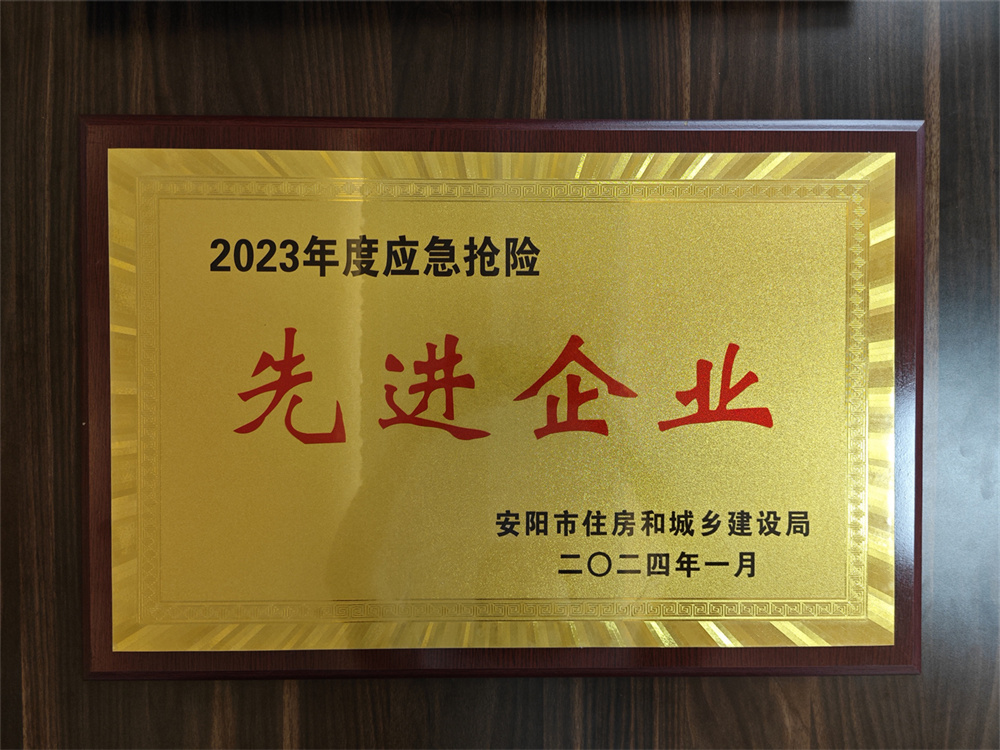 2023年度应急抢险
先进企业
安阳市住房和城乡建设局
二〇二四年一月